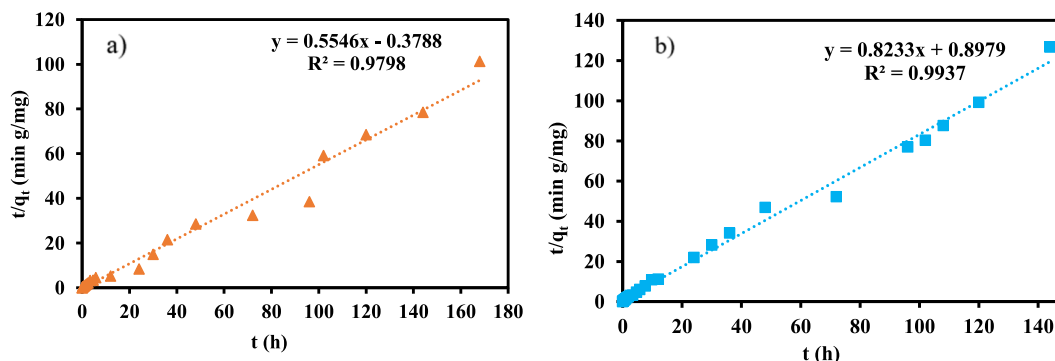 a)
y = 0.5546x - 0.3788
R² = 0.9798
t/qt (min g/mg)
120
100
80
60
40
20
0
0 20 40 60 80 100 120 140 160 180
t (h)
b)
y = 0.8233x + 0.8979
R² = 0.9937
t/qt (min g/mg)
140
120
100
80
60
40
20
0
0 20 40 60 80 100 120 140
t (h)